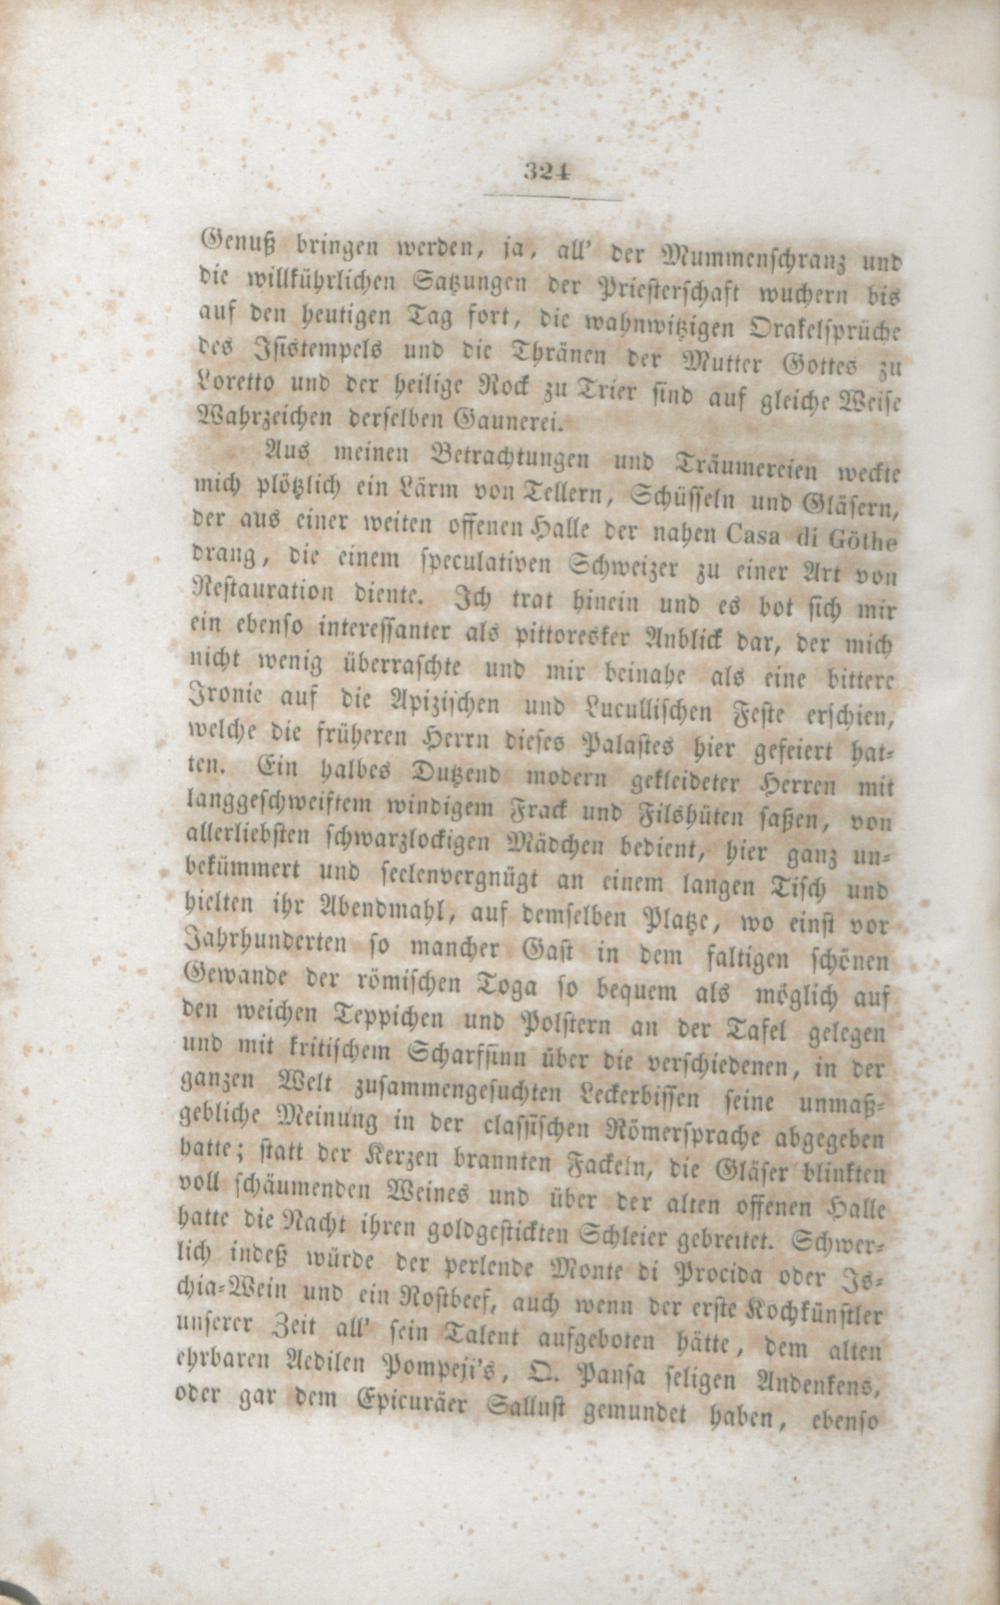 324
Genuß bringen werden, ja, all' der Mummenschranz und
die willkührlichen Satzungen der Priesterschaft wuchern bis
auf den heutigen Tag fort, die wahnwitzigen Orakelsprüche
des Isistempels und die Thränen der Mutter Gottes zu
Loretto und der heilige Rock zu Trier sind auf gleiche Weise
Wahrzeichen derselben Gaunerei.
Aus meinen Betrachtungen und Träumereien weckte
mich plötzlich ein Lärm von Tellern, Schüsseln und Gläsern,
der aus einer weiten offenen Halle der nahen Casa di Göthe
drang, die einem speculativen Schweizer zu einer Art von
Restauration diente. Ich trat hinein und es bot sich mir
ein ebenso interessanter als pittoresker Anblick dar, der mich
nicht wenig überraschte und mir beinahe als eine bittere
Ironie auf die Apizischen und Lucullischen Feste erschien,
welche die früheren Herrn dieses Palastes hier gefeiert hat-
ten. Ein halbes Dutzend modern gekleideter Herren mit
langgeschweiftem windigem Frack und Filshüten saßen, von
allerliebsten schwarzlockigen Mädchen bedient, hier ganz un-
bekümmert und seelenvergnügt an einem langen Tisch und
hielten ihr Abendmahl, auf demselben Platze, wo einst vor
Jahrhunderten so mancher Gast in dem faltigen schönen
Gewande der römischen Toga so bequem als möglich auf
den weichen Teppichen und Polstern an der Tafel gelegen
und mit kritischem Scharfsinn über die verschiedenen, in der
ganzen Welt zusammengesuchten Leckerbissen seine unmaß-
gebliche Meinung in der classischen Römersprache abgegeben
hatte; statt der Kerzen brannten Fackeln, die Gläser blinkten
voll schäumenden Weines und über der alten offenen Halle
hatte die Nacht ihren goldgestickten Schleier gebreitet. Schwer-
lich indeß würde der perlende Monte di Procida oder Is-
chia-Wein und ein Rostbeef, auch wenn der erste Kochkünstler
unserer Zeit all' sein Talent aufgeboten hätte, dem alten
ehrbaren Aedilen Pompeji's, Q. Pansa seligen Andenkens,
oder gar dem Epicuräer Sallust gemundet haben, ebenso